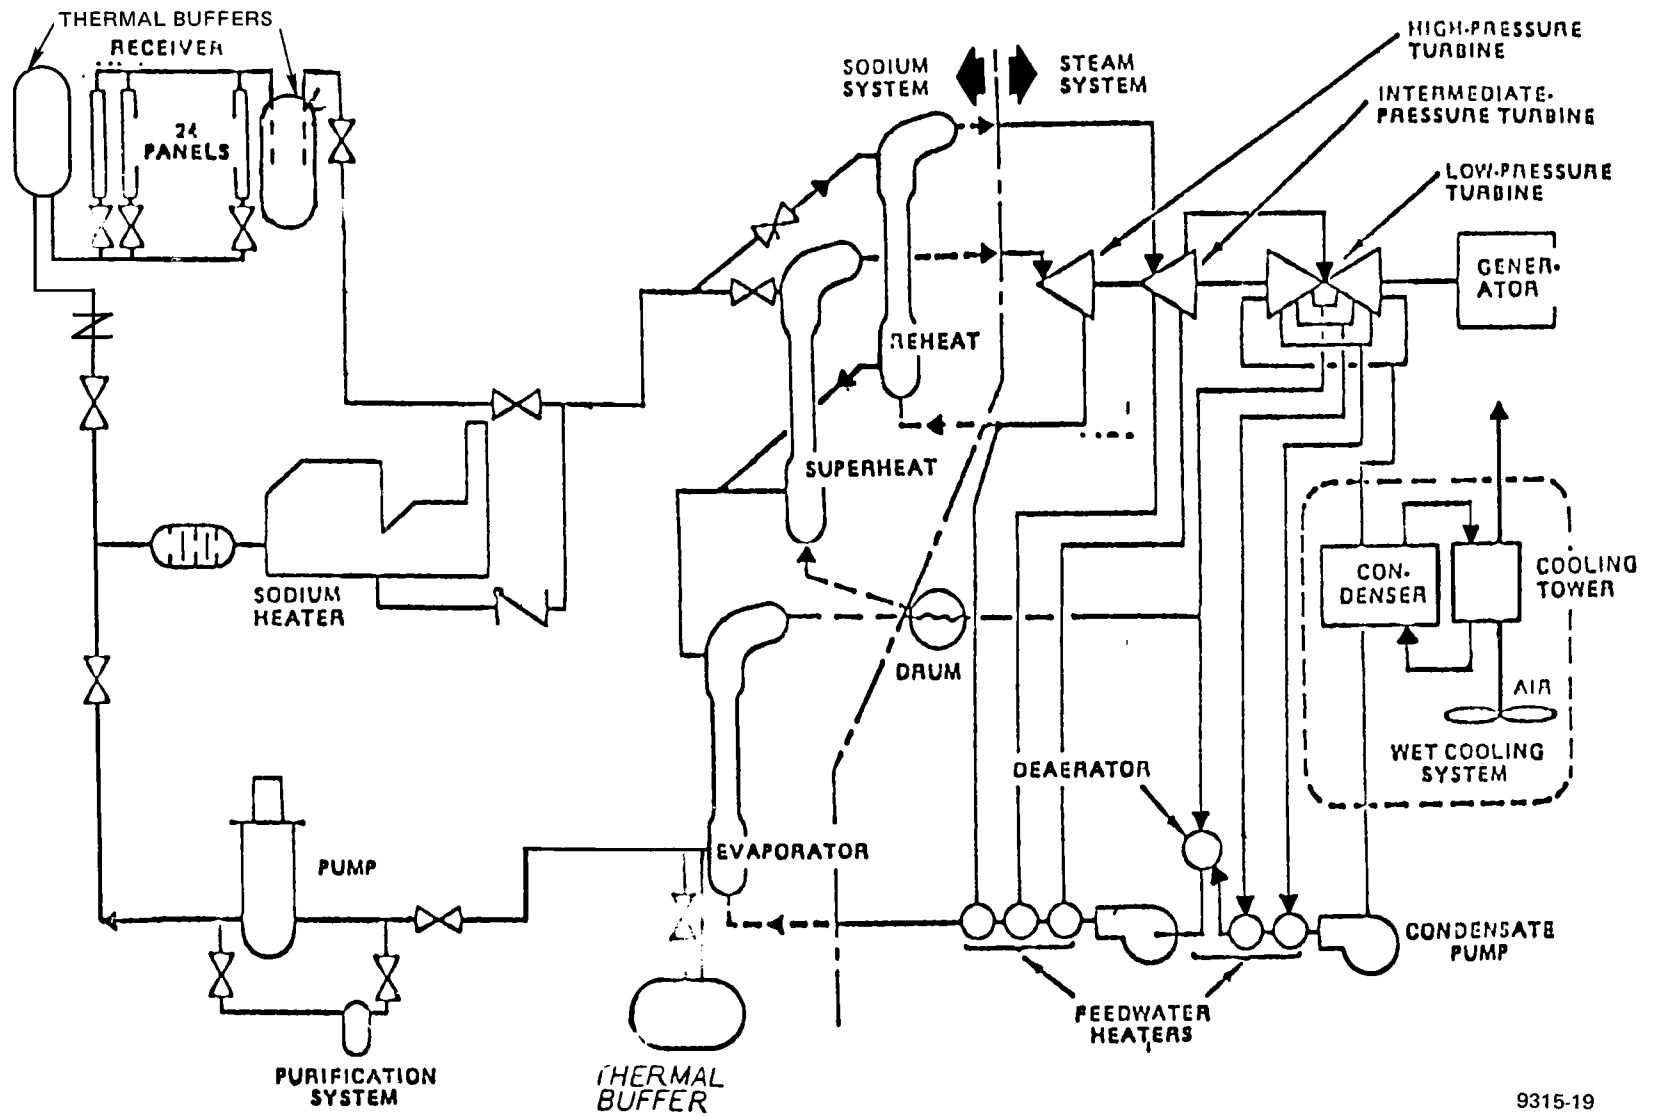 THERMAL BUFFERS
RECEIVER
24
PANELS
SODIUM
SYSTEM
STEAM
SYSTEM
HIGH-PRESSURE
TURBINE
INTERMEDIATE-
PRESSURE TURBINE
LOW-PRESSURE
TURBINE
GENER-
ATOR
REHEAT
SUPERHEAT
SODIUM
HEATER
DRUM
CON-
DENSER
COOLING
TOWER
AIR
WET COOLING
SYSTEM
DEAERATOR
EVAPORATOR
PUMP
CONDENSATE
PUMP
FEEDWATER
HEATERS
PURIFICATION
SYSTEM
THERMAL
BUFFER
9315-19